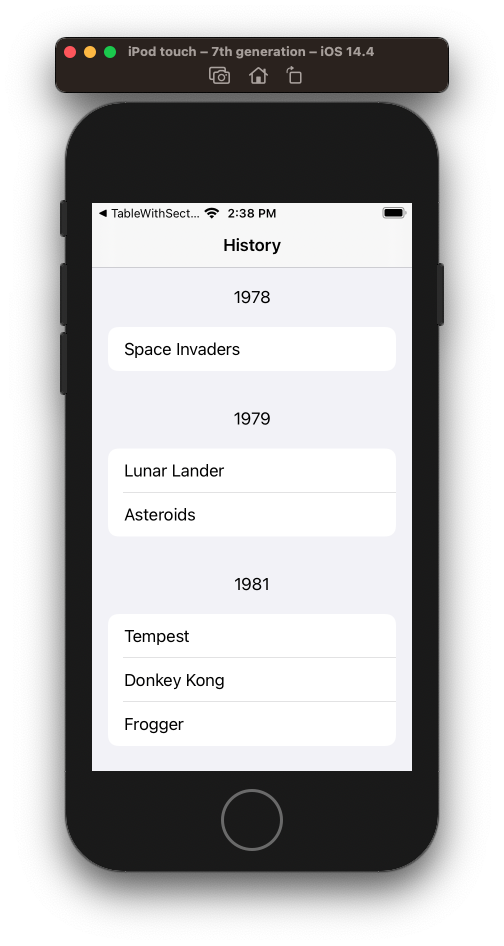 iPod touch – 7th generation – iOS 14.4
◀ TableWithSect... 2:38 PM
History
1978
Space Invaders
1979
Lunar Lander
Asteroids
1981
Tempest
Donkey Kong
Frogger